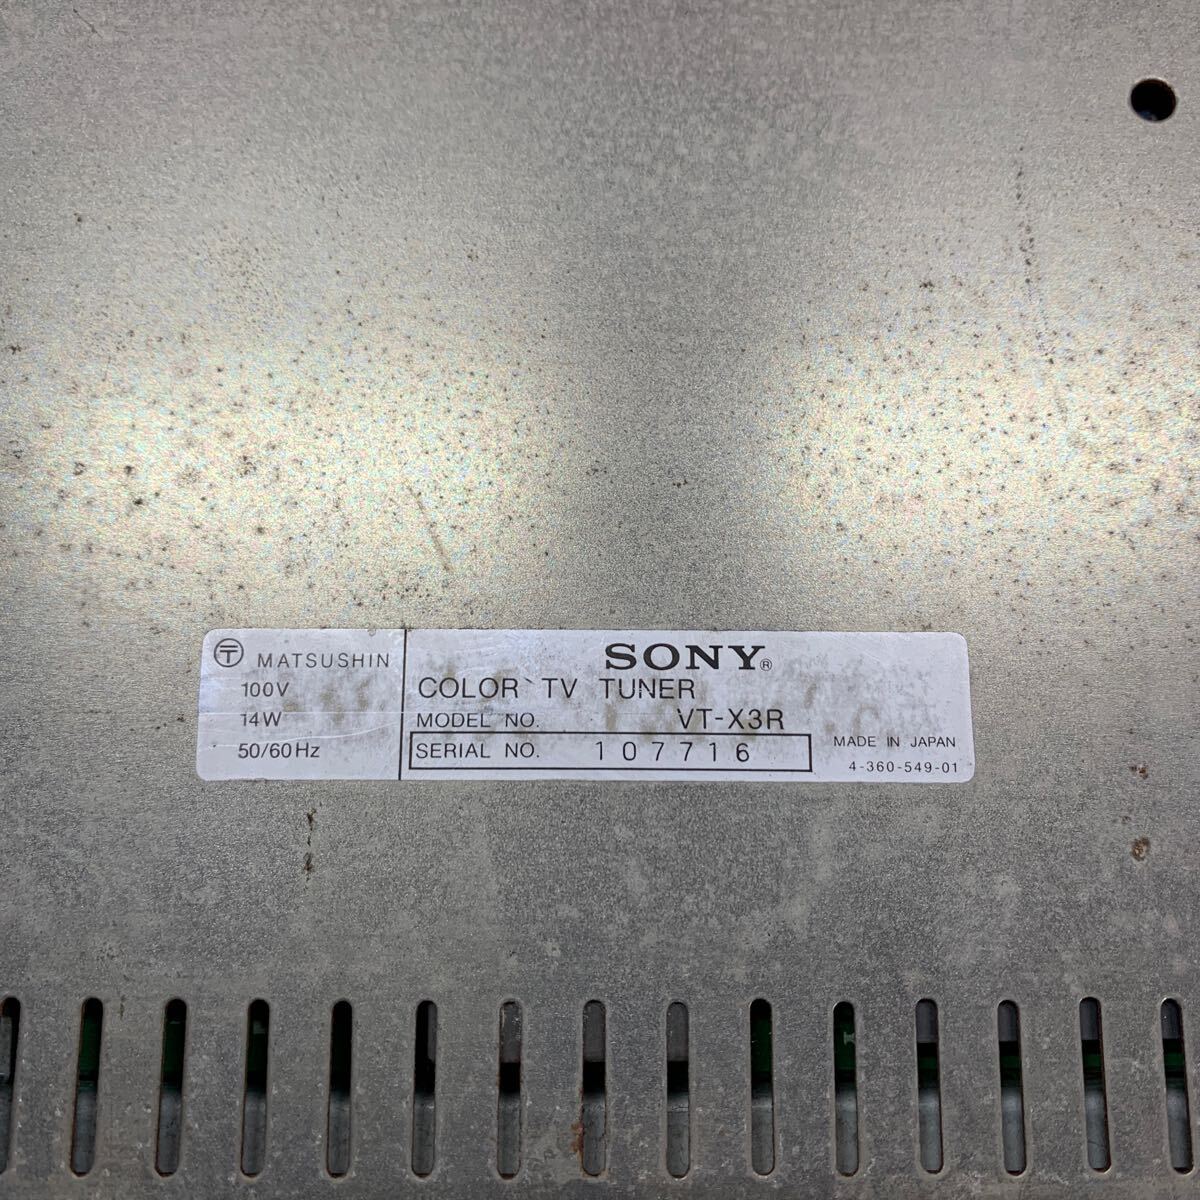 〒 MATSUSHIN
100V
14W
50/60Hz
SONY®
COLOR TV TUNER
MODEL NO. VT-X3R
SERIAL NO. 107716
MADE IN JAPAN
4-360-549-01